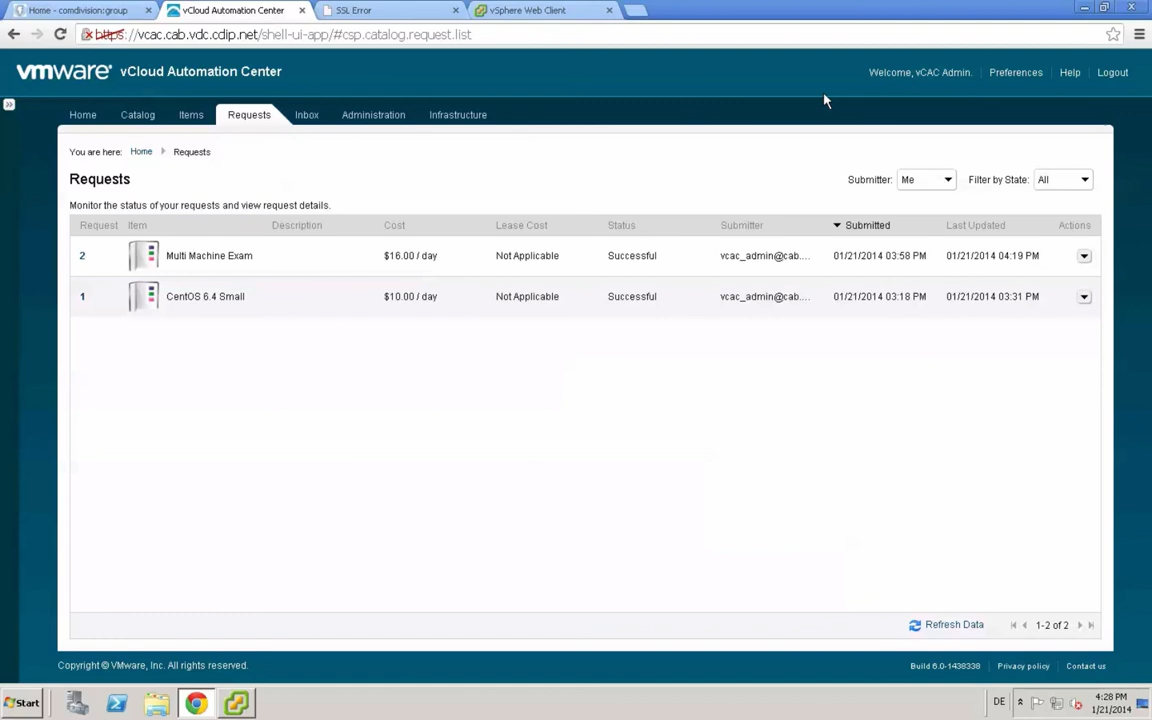 Home - comdivision:group
vCloud Automation Center
SSL Error
vSphere Web Client
https://vcac.cab.vdc.cdip.net/shell-ui-app/#csp.catalog.request.list
vmware vCloud Automation Center
Welcome, vCAC Admin. Preferences Help Logout
Home Catalog Items Requests Inbox Administration Infrastructure
You are here: Home Requests
Requests
Submitter: Me Filter by State: All
Monitor the status of your requests and view request details.
Request Item Description Cost Lease Cost Status Submitter Submitted Last Updated Actions
2 Multi Machine Exam $16.00 / day Not Applicable Successful vcac_admin@cab.... 01/21/2014 03:58 PM 01/21/2014 04:19 PM
1 CentOS 6.4 Small $10.00 / day Not Applicable Successful vcac_admin@cab.... 01/21/2014 03:18 PM 01/21/2014 03:31 PM
Refresh Data 1-2 of 2
Copyright © VMware, Inc. All rights reserved.
Build 6.0-1438338 Privacy policy Contact us
Start
DE
4:28 PM
1/21/2014